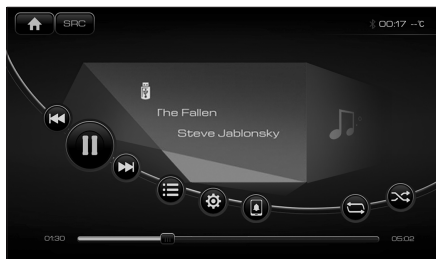 SRC
00:17 --℃
The Fallen
Steve Jablonsky
01:30
05:02